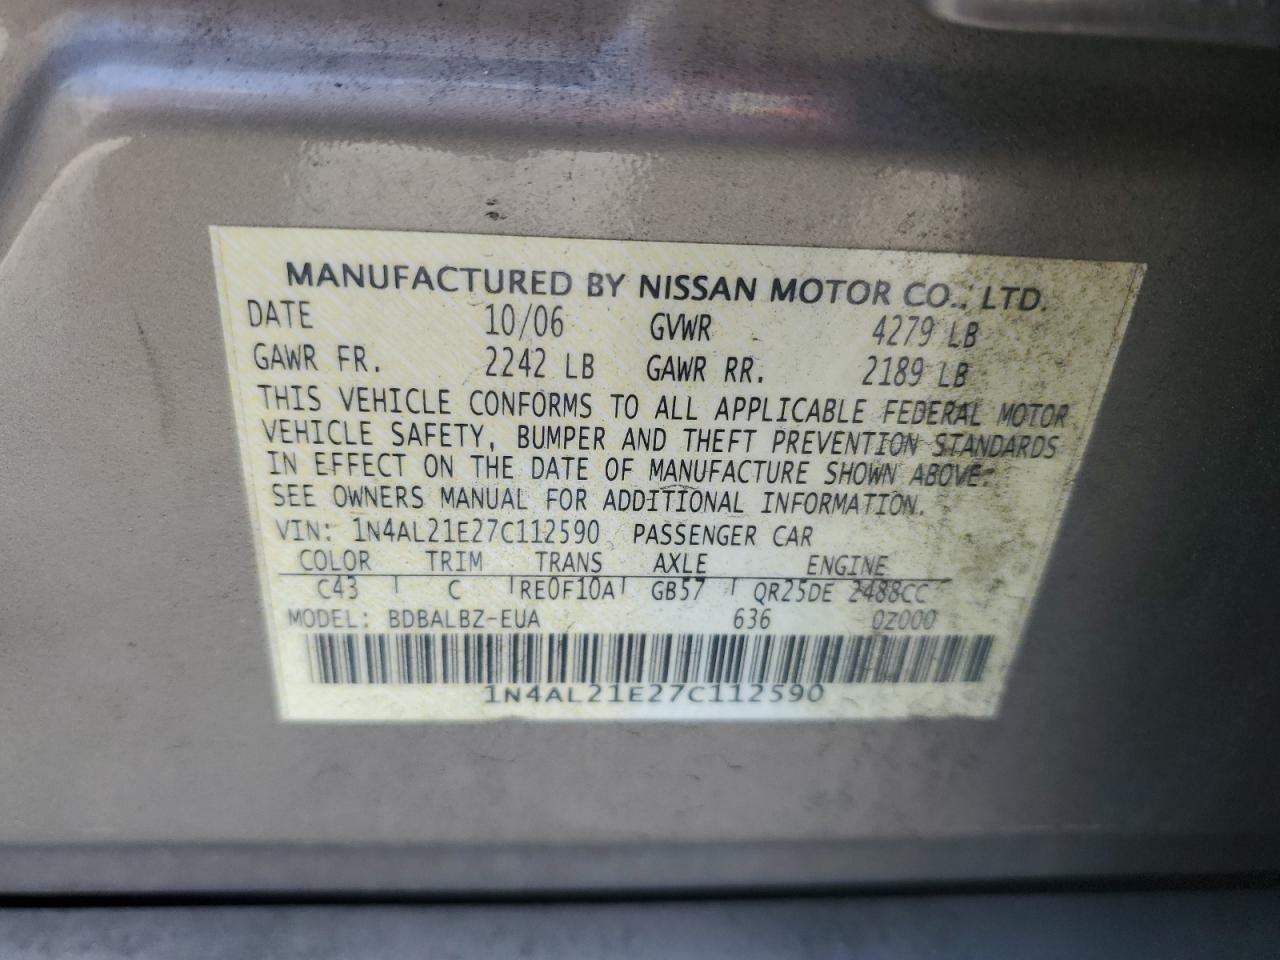 MANUFACTURED BY NISSAN MOTOR CO., LTD.
DATE 10/06 GVWR 4279 LB
GAWR FR. 2242 LB GAWR RR. 2189 LB
THIS VEHICLE CONFORMS TO ALL APPLICABLE FEDERAL MOTOR
VEHICLE SAFETY, BUMPER AND THEFT PREVENTION STANDARDS
IN EFFECT ON THE DATE OF MANUFACTURE SHOWN ABOVE.
SEE OWNERS MANUAL FOR ADDITIONAL INFORMATION.
VIN: 1N4AL21E27C112590 PASSENGER CAR
COLOR TRIM TRANS AXLE ENGINE
C43 C RE0F10A GB57 QR25DE 2488CC
MODEL: BDBALBZ-EUA 636 0Z000
1N4AL21E27C112590